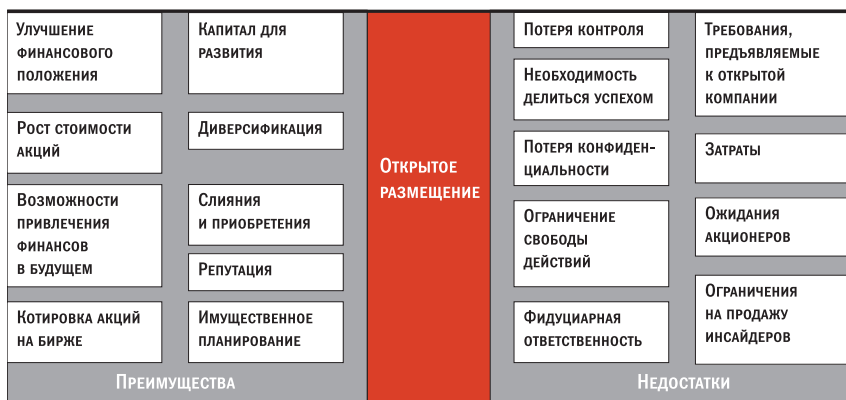 Улучшение
финансового
положения
Рост стоимости
акций
Возможности
привлечения
финансов
в будущем
Котировка акций
на бирже
Капитал для
развития
Диверсификация
Слияния
и приобретения
Репутация
Имущественное
планирование
Преимущества
Открытое
размещение
Потеря контроля
Необходимость
делиться успехом
Потеря конфиден-
циальности
Ограничение
свободы
действий
Фидуциарная
ответственность
Требования,
предъявляемые
к открытой
компании
Затраты
Ожидания
акционеров
Ограничения
на продажу
инсайдеров
Недостатки